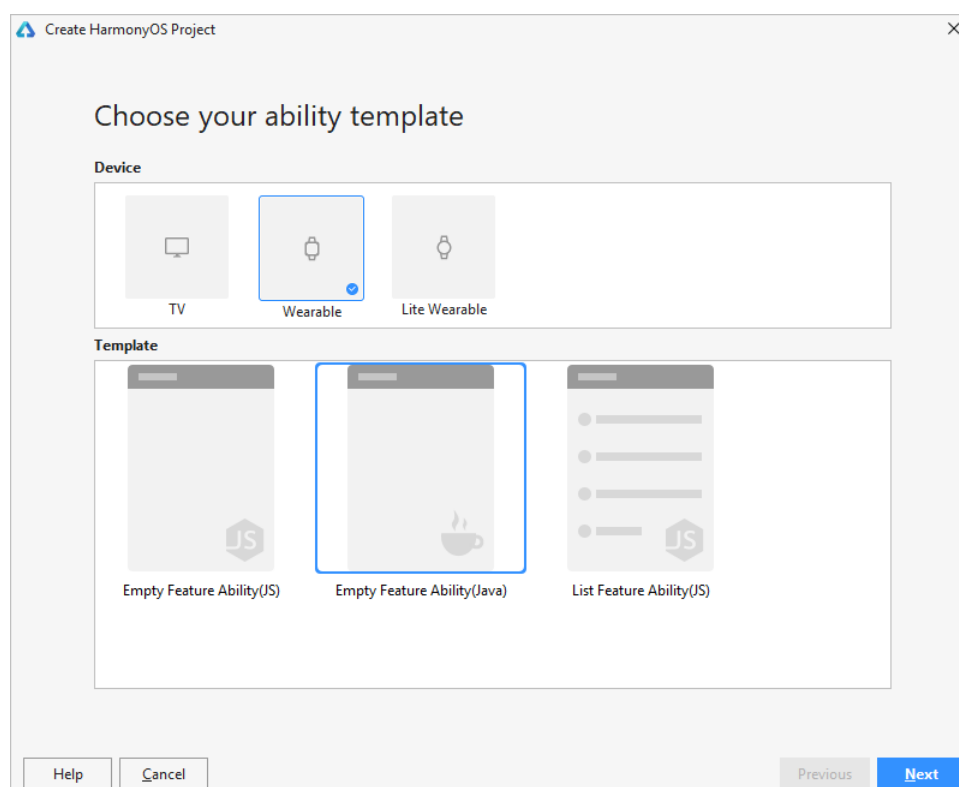 Create HarmonyOS Project
Choose your ability template
Device
TV
Wearable
Lite Wearable
Template
JS
JS
Empty Feature Ability(JS)
Empty Feature Ability(Java)
List Feature Ability(JS)
Help
Cancel
Previous
Next